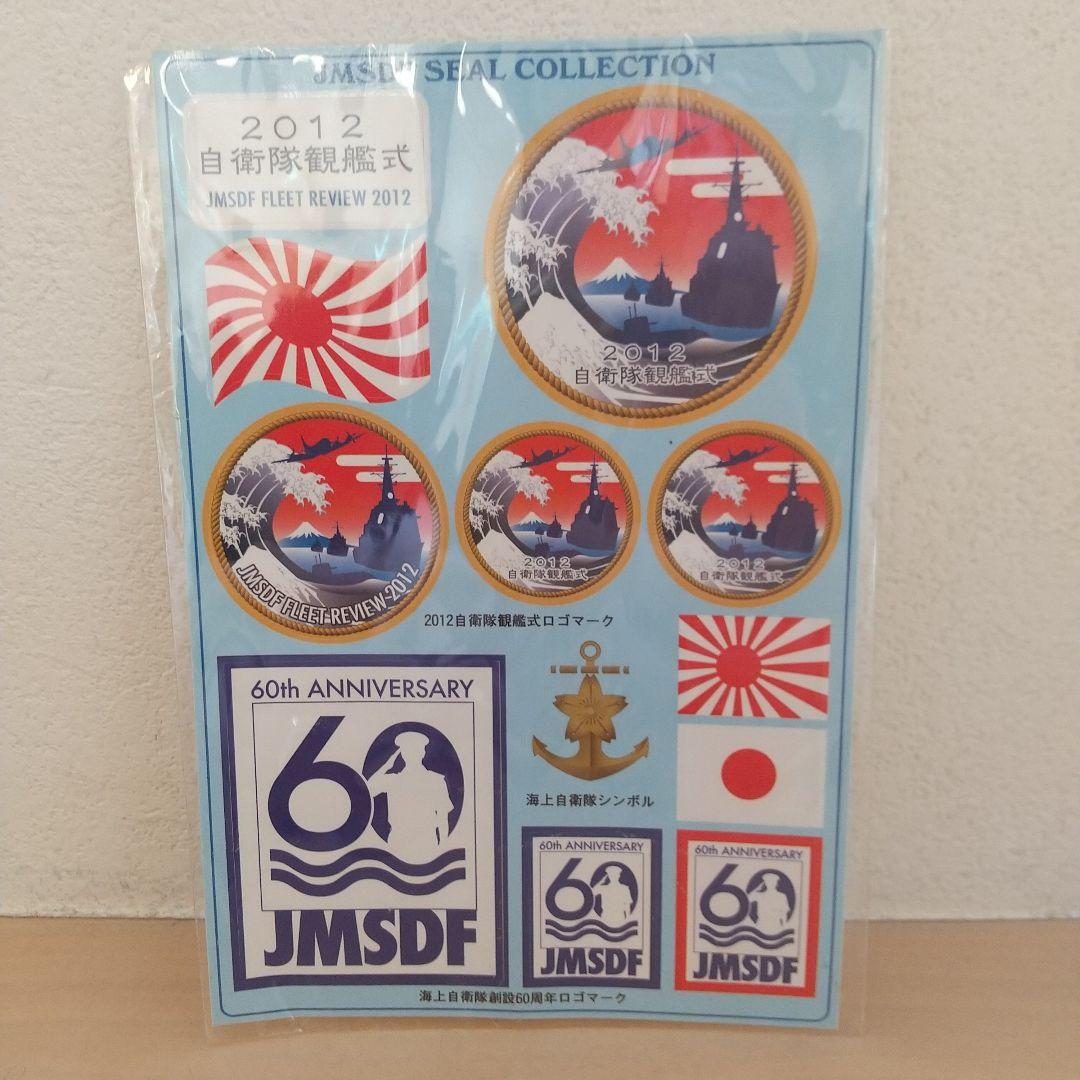 JMSDF SEAL COLLECTION
2012
自衛隊観艦式
JMSDF FLEET REVIEW 2012
2012
自衛隊観艦式
JMSDF FLEET REVIEW-2012
2012
自衛隊観艦式
2012
自衛隊観艦式
2012自衛隊観艦式ロゴマーク
60th ANNIVERSARY
60
JMSDF
海上自衛隊シンボル
60th ANNIVERSARY
60
JMSDF
60th ANNIVERSARY
60
JMSDF
海上自衛隊創設60周年ロゴマーク